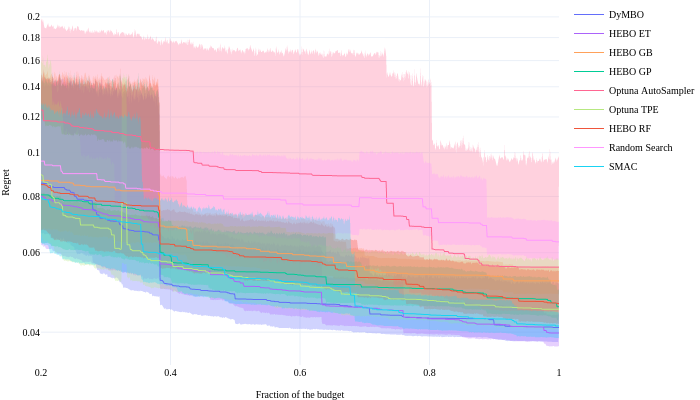 0.2
0.18
0.16
0.14
0.12
0.1
0.08
0.06
0.04
Regret
0.2
0.4
0.6
0.8
1
Fraction of the budget
DyMBO
HEBO ET
HEBO GB
HEBO GP
Optuna AutoSampler
Optuna TPE
HEBO RF
Random Search
SMAC